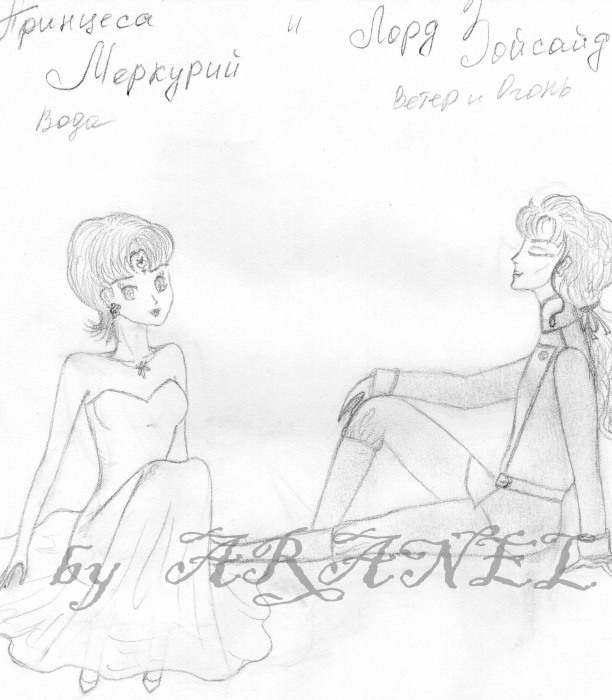 Принцеса и Лорд Зойсайд
Меркурий
Вода
Ветер и Огонь
by ARANEL